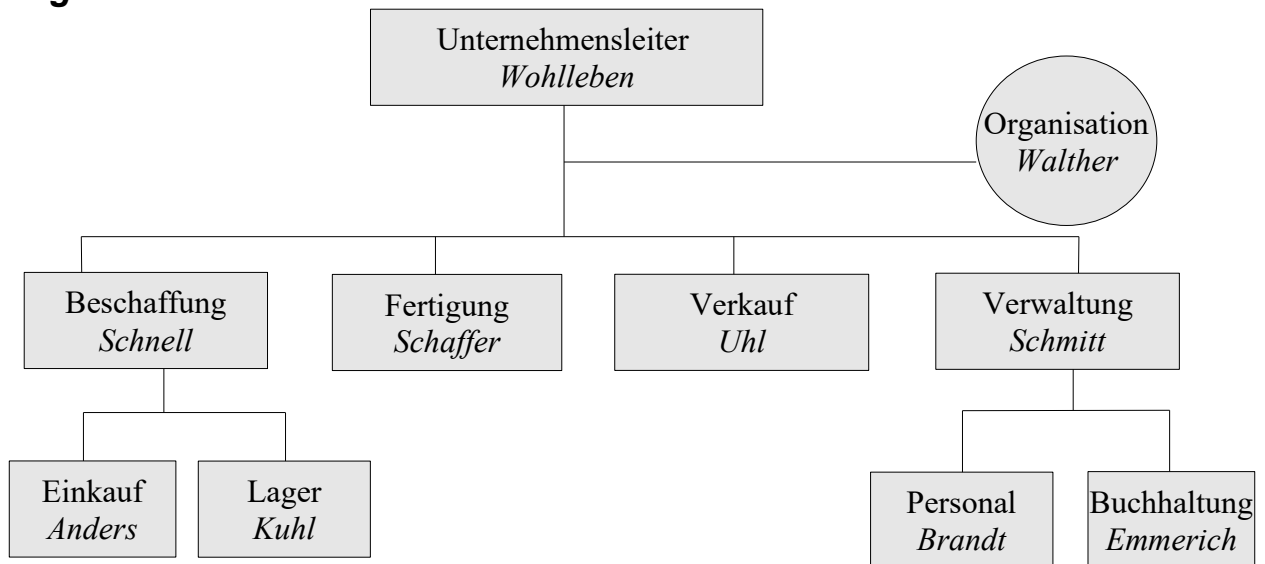 Unternehmensleiter
Wohlleben
Organisation
Walther
Beschaffung
Schnell
Fertigung
Schaffer
Verkauf
Uhl
Verwaltung
Schmitt
Einkauf
Anders
Lager
Kuhl
Personal
Brandt
Buchhaltung
Emmerich